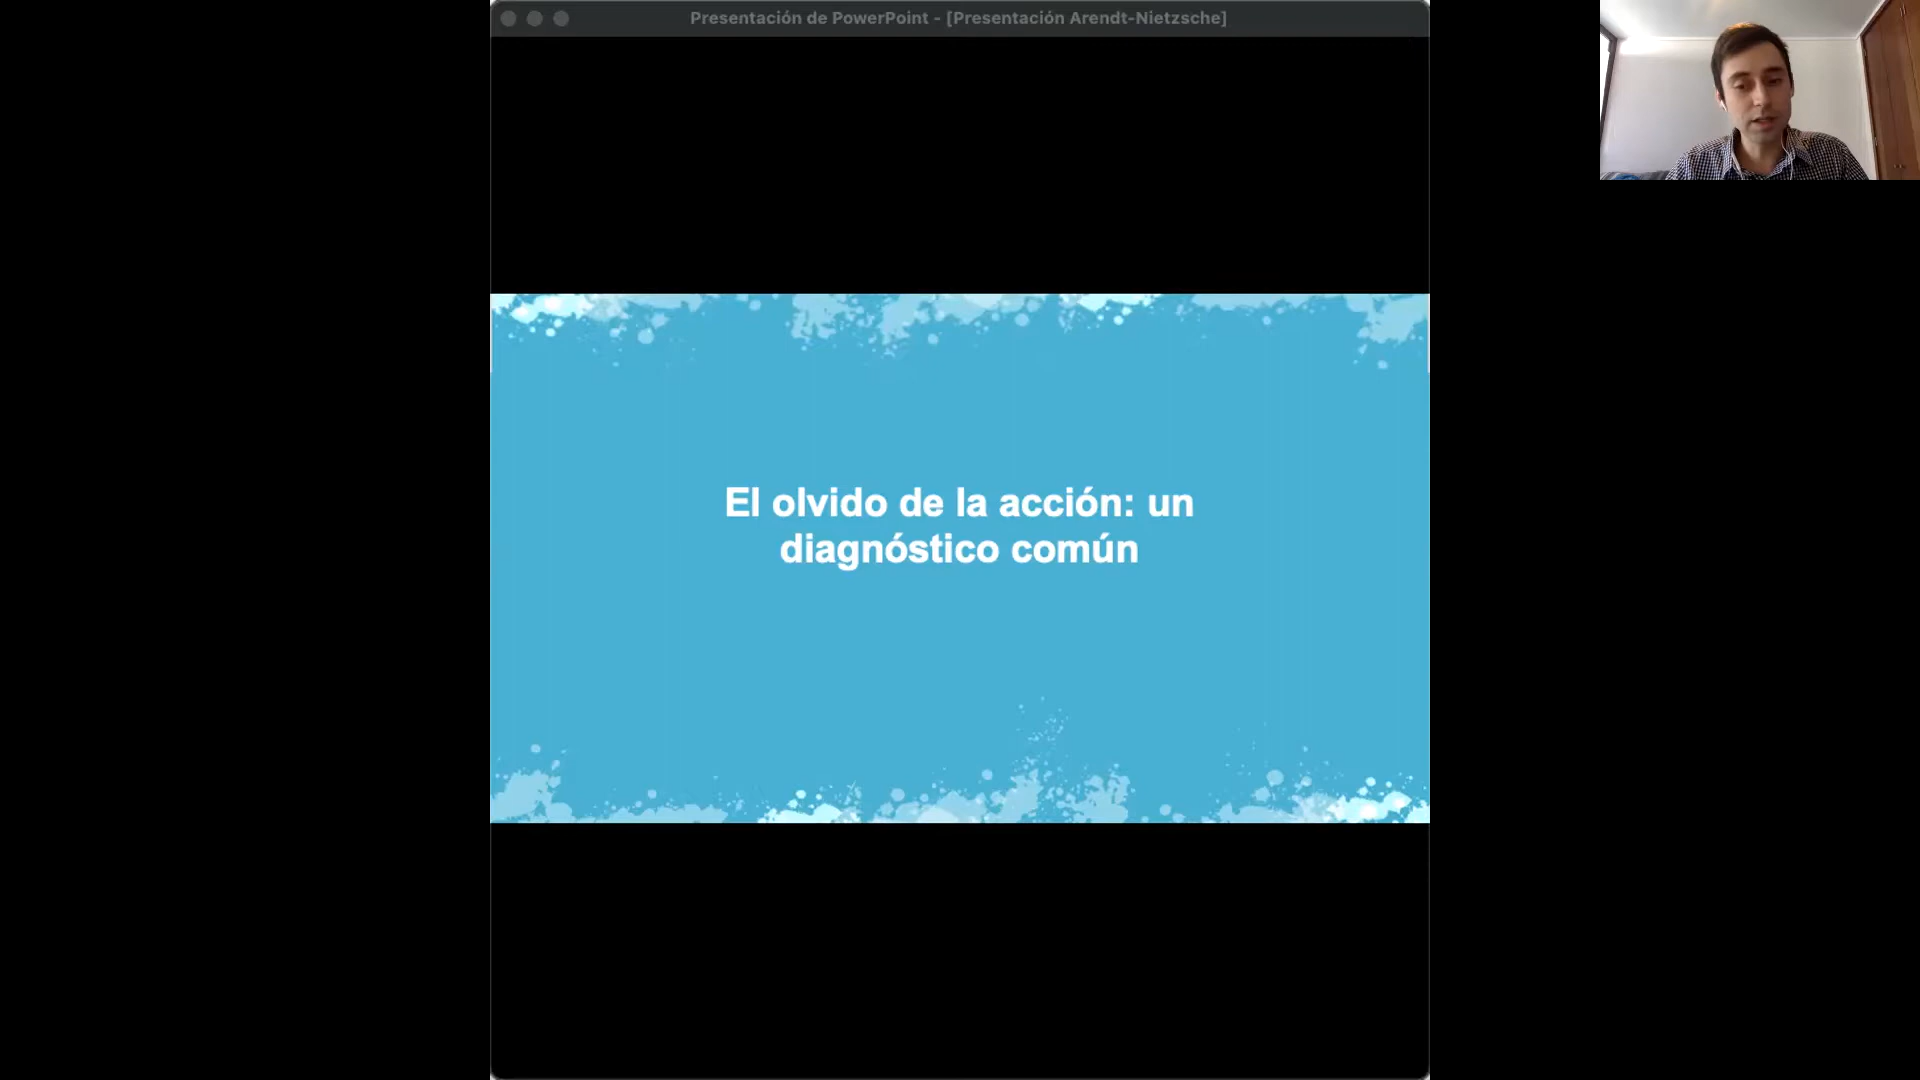 Presentación de PowerPoint - [Presentación Arendt-Nietzsche]
El olvido de la acción: un
diagnóstico común